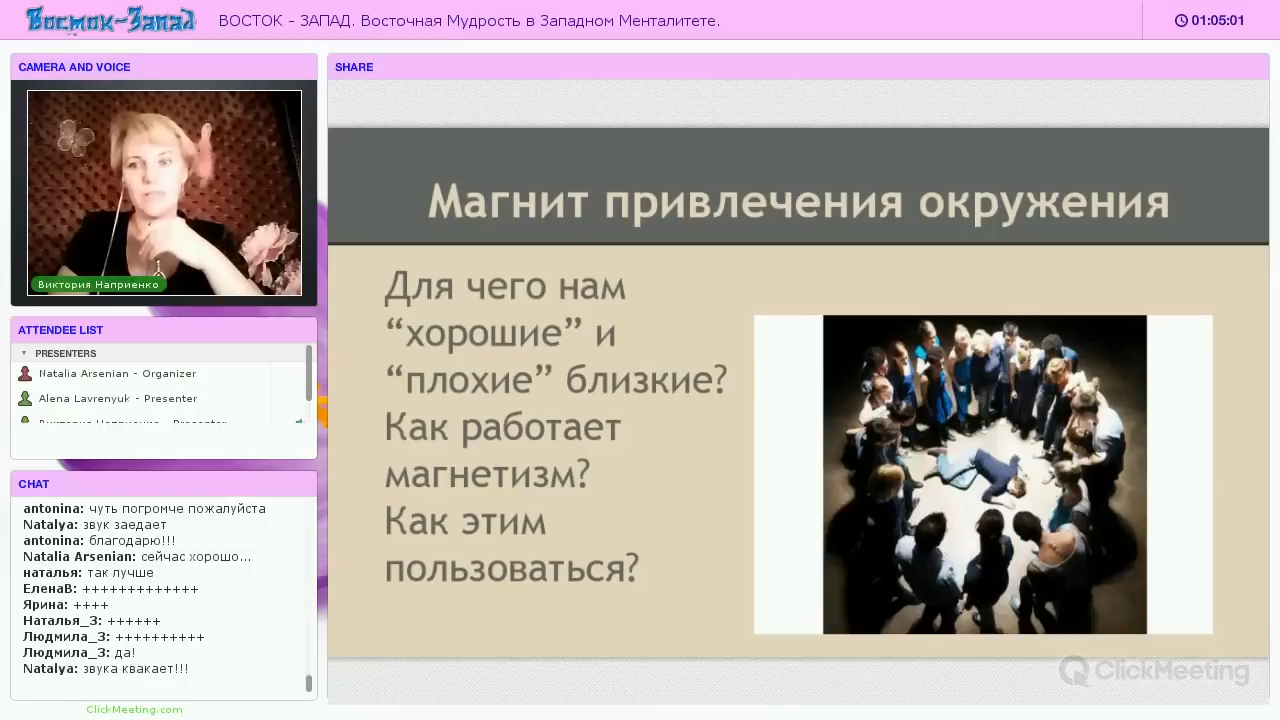 Восток-Запад
ВОСТОК - ЗАПАД. Восточная Мудрость в Западном Менталитете.
01:05:01
CAMERA AND VOICE
Виктория Наприенко
ATTENDEE LIST
PRESENTERS
Natalia Arsenian - Organizer
Alena Lavrenyuk - Presenter
CHAT
antonina: чуть погромче пожалуйста
Natalya: звук заедает
antonina: благодарю!!!
Natalia Arsenian: сейчас хорошо...
наталья: так лучше
ЕленаВ: +++++++++++++
Ярина: ++++
Наталья_З: ++++++
Людмила_З: ++++++++++
Людмила_З: да!
Natalya: звука квакает!!!
ClickMeeting.com
SHARE
Магнит привлечения окружения
Для чего нам
“хорошие” и
“плохие” близкие?
Как работает
магнетизм?
Как этим
пользоваться?
ClickMeeting